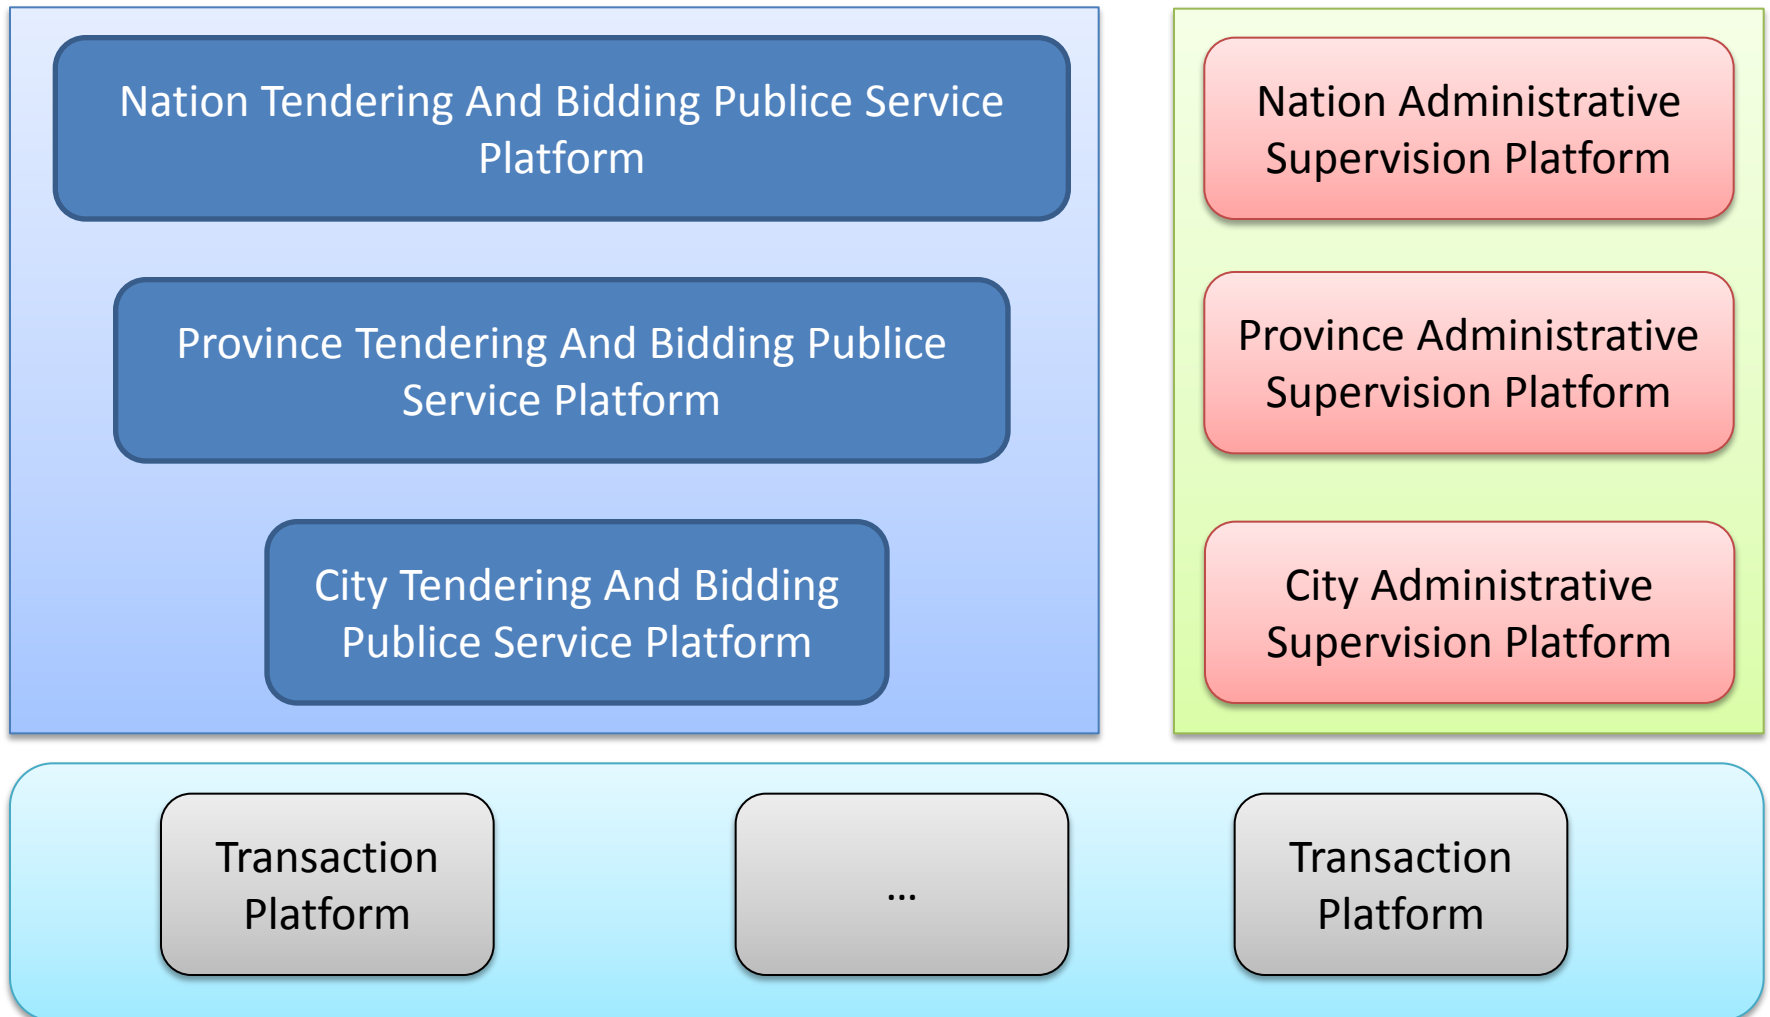 Nation Tendering And Bidding Publice Service
Platform
Province Tendering And Bidding Publice
Service Platform
City Tendering And Bidding
Publice Service Platform
Nation Administrative
Supervision Platform
Province Administrative
Supervision Platform
City Administrative
Supervision Platform
Transaction
Platform
...
Transaction
Platform